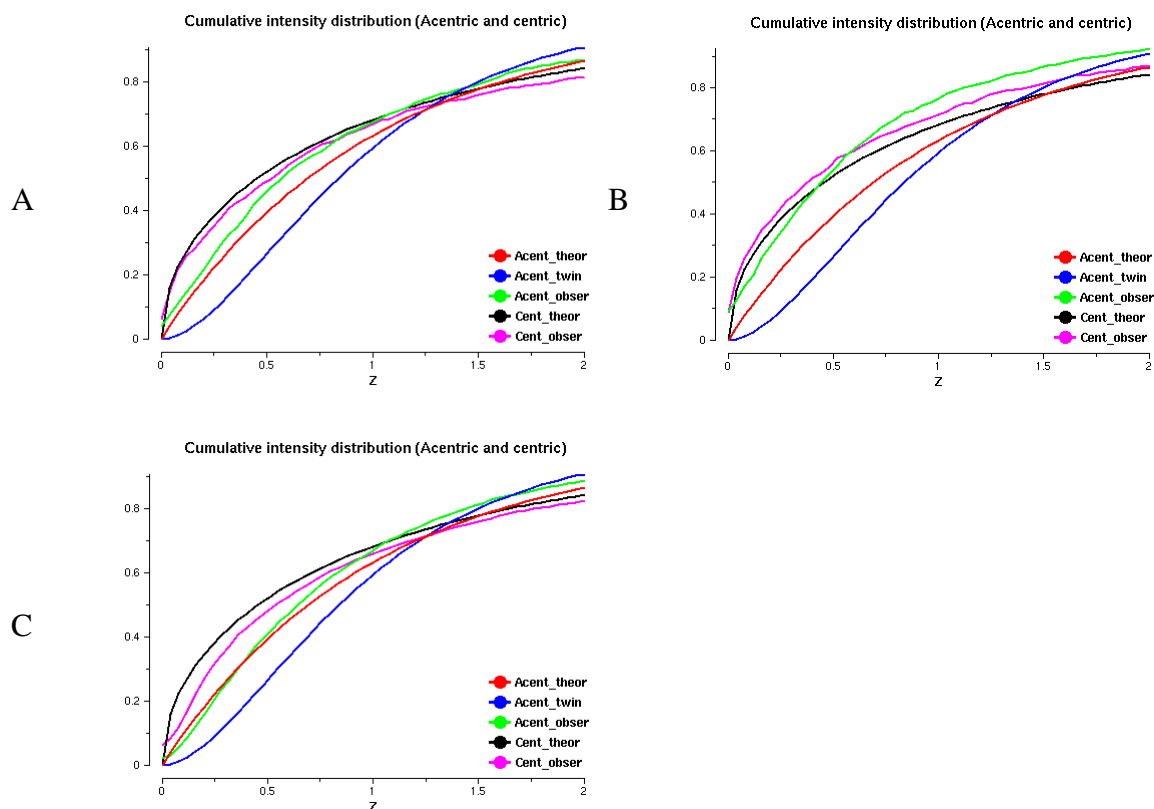 Cumulative intensity distribution (Acentric and centric)
A
0.8
0.6
0.4
0.2
0
Acent_theor
Acent_twin
Acent_obser
Cent_theor
Cent_obser
0 0.5 1 1.5 2
Z
Cumulative intensity distribution (Acentric and centric)
B
0.8
0.6
0.4
0.2
0
Acent_theor
Acent_twin
Acent_obser
Cent_theor
Cent_obser
0 0.5 1 1.5 2
Z
Cumulative intensity distribution (Acentric and centric)
C
0.8
0.6
0.4
0.2
0
Acent_theor
Acent_twin
Acent_obser
Cent_theor
Cent_obser
0 0.5 1 1.5 2
Z